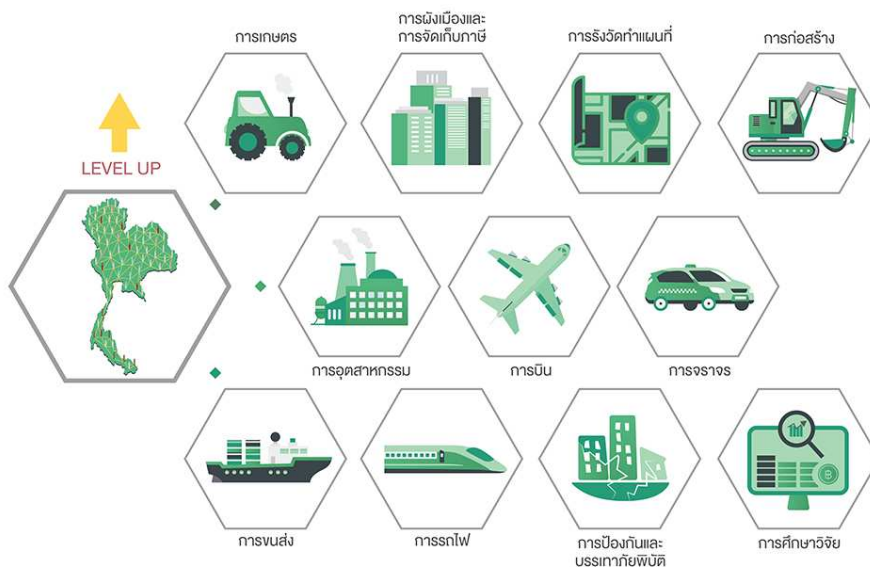 การเกษตร
การผังเมืองและ
การจัดเก็บภาษี
การรังวัดทำแผนที่
การก่อสร้าง
LEVEL UP
การอุตสาหกรรม
การบิน
การจราจร
การขนส่ง
การรถไฟ
การป้องกันและ
บรรเทาภัยพิบัติ
การศึกษาวิจัย